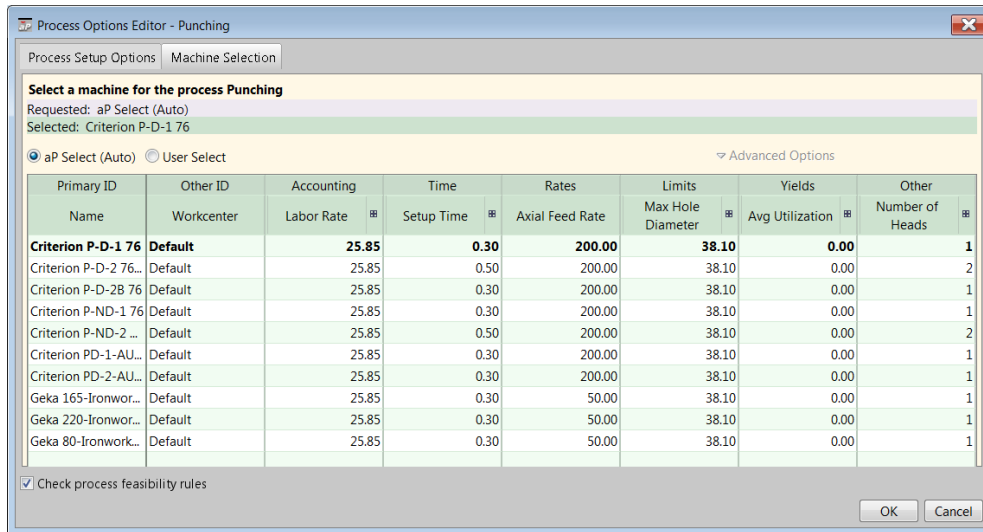 Process Options Editor - Punching
Process Setup Options Machine Selection
Select a machine for the process Punching
Requested: aP Select (Auto)
Selected: Criterion P-D-1 76
aP Select (Auto) User Select Advanced Options
Primary ID Other ID Accounting Time Rates Limits Yields Other
Name Workcenter Labor Rate Setup Time Axial Feed Rate Max Hole Diameter Avg Utilization Number of Heads
Criterion P-D-1 76 Default 25.85 0.30 200.00 38.10 0.00 1
Criterion P-D-2 76... Default 25.85 0.50 200.00 38.10 0.00 2
Criterion P-D-2B 76 Default 25.85 0.30 200.00 38.10 0.00 1
Criterion P-ND-1 76 Default 25.85 0.30 200.00 38.10 0.00 1
Criterion P-ND-2 ... Default 25.85 0.50 200.00 38.10 0.00 2
Criterion PD-1-AU... Default 25.85 0.30 200.00 38.10 0.00 1
Criterion PD-2-AU... Default 25.85 0.30 200.00 38.10 0.00 1
Geka 165-Ironwor... Default 25.85 0.30 50.00 38.10 0.00 1
Geka 220-Ironwor... Default 25.85 0.30 50.00 38.10 0.00 1
Geka 80-Ironwork... Default 25.85 0.30 50.00 38.10 0.00 1
Check process feasibility rules
OK Cancel